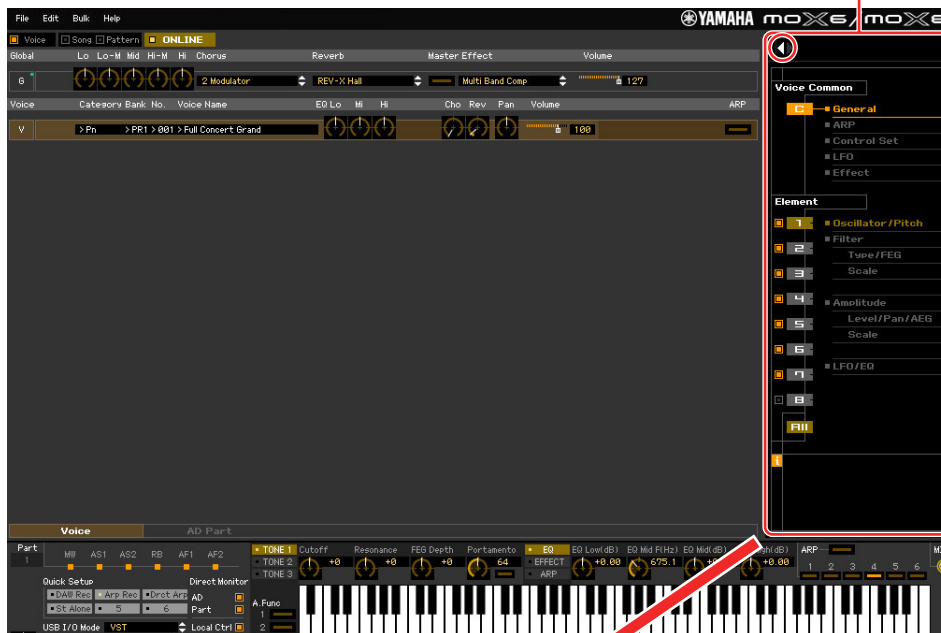 File Edit Bulk Help
YAMAHA MOX6/MOX
Voice Song Pattern ONLINE
Global Lo Lo-M Mid Hi-M Hi Chorus Reverb Master Effect Volume
G 2 Modulator REV-X Hall Multi Band Comp 127
Voice Category Bank No. Voice Name EQ Lo Mi Hi Cho Rev Pan Volume ARP
V >Pn >PR1 >001 >Full Concert Grand 100
Voice Common
C General
ARP
Control Set
LFO
Effect
Element
1 Oscillator/Pitch
Filter
2 Type/FEG
3 Scale
4 Amplitude
Level/Pan/AEG
5 Scale
6
7 LFO/EQ
8
All
i
Voice AD Part
Part TONE 1 Cutoff Resonance FEG Depth Portamento EQ EQ Low(dB) EQ Mid F(Hz) EQ Mid(dB) ARP
1 MW AS1 AS2 RB AF1 AF2 TONE 2 +0 +0 +0 64 EFFECT +0.00 675.1 +0.00 1 2 3 4 5 6
TONE 3 ARP
Quick Setup Direct Monitor
DAW Rec Arp Rec Drct Arp AD A.Func
St Alone 5 6 Part 1
USB I/O Mode VST Local Ctrl 2